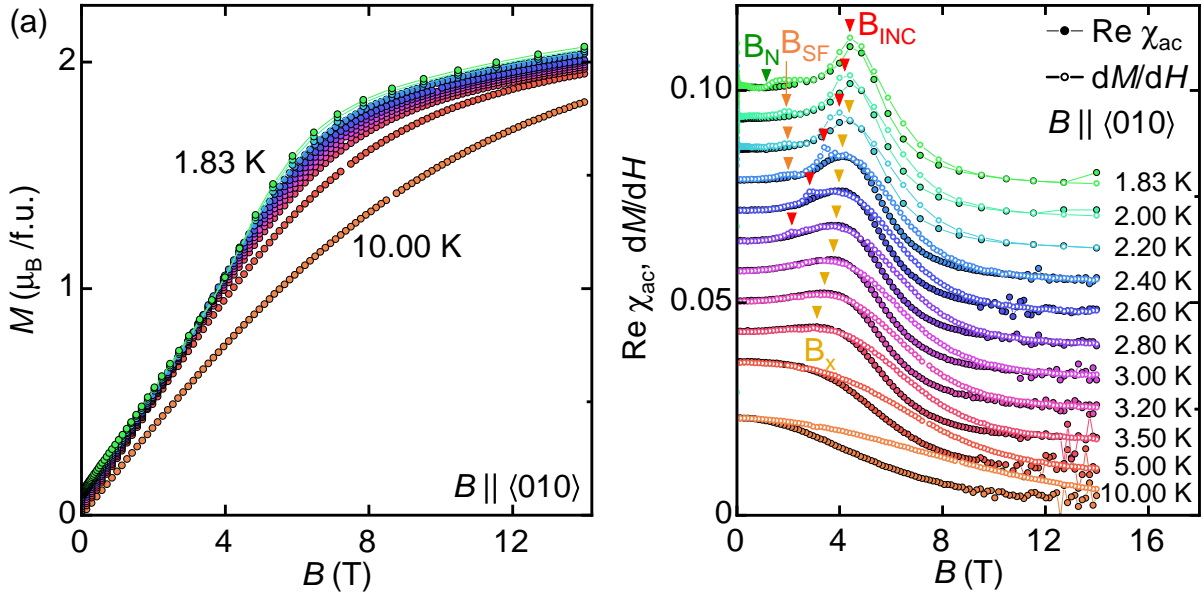 (a)
M (μB /f.u.)
2
1
0
1.83 K
10.00 K
B || ⟨010⟩
0 4 8 12
B (T)
Re χac, dM/dH
0.10
0.05
0
BN
BSF
BINC
Bx
Re χac
dM/dH
B || ⟨010⟩
1.83 K
2.00 K
2.20 K
2.40 K
2.60 K
2.80 K
3.00 K
3.20 K
3.50 K
5.00 K
10.00 K
0 4 8 12 16
B (T)